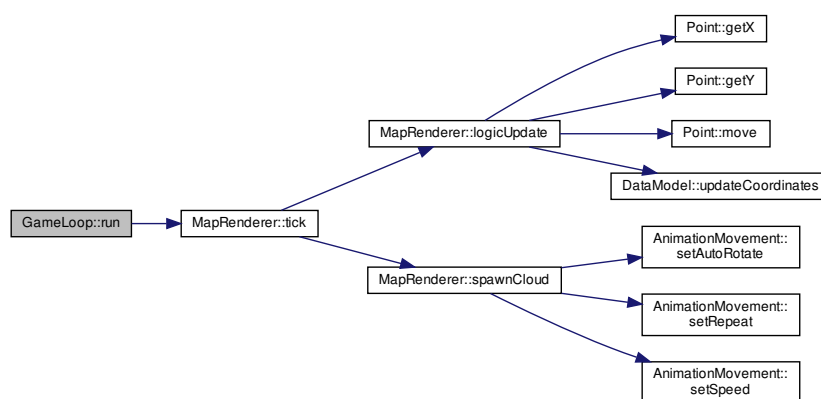 Point::getX
Point::getY
MapRenderer::logicUpdate
Point::move
DataModel::updateCoordinates
GameLoop::run
MapRenderer::tick
AnimationMovement::
setAutoRotate
MapRenderer::spawnCloud
AnimationMovement::
setRepeat
AnimationMovement::
setSpeed